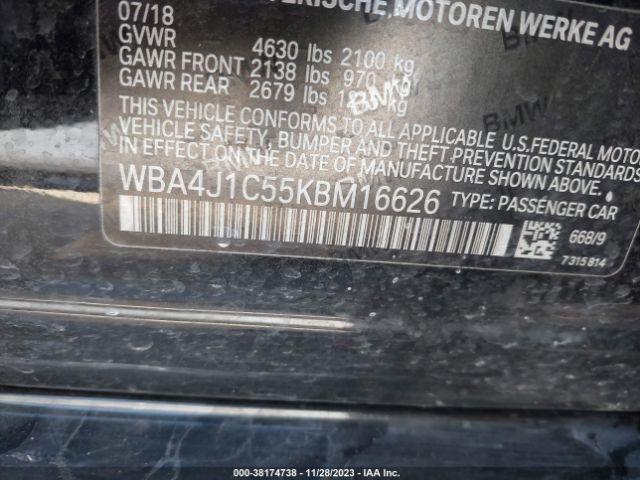 MOTOREN WERKE AG
07/18
GVWR 4630 lbs 2100 kg
GAWR FRONT 2138 lbs 970
GAWR REAR 2679 lbs kg
THIS VEHICLE CONFORMS TO ALL APPLICABLE U.S. FEDERAL MOTO
VEHICLE SAFETY, BUMPER AND THEFT PREVENTION STANDARDS
IN EFFECT ON THE DATE OF MANUFACTURE SHOWN ABOVE.
WBA4J1C55KBM16626 TYPE: PASSENGER CAR
668/9
7315814
BMW
000-38174738 - 11/28/2023 - IAA Inc.